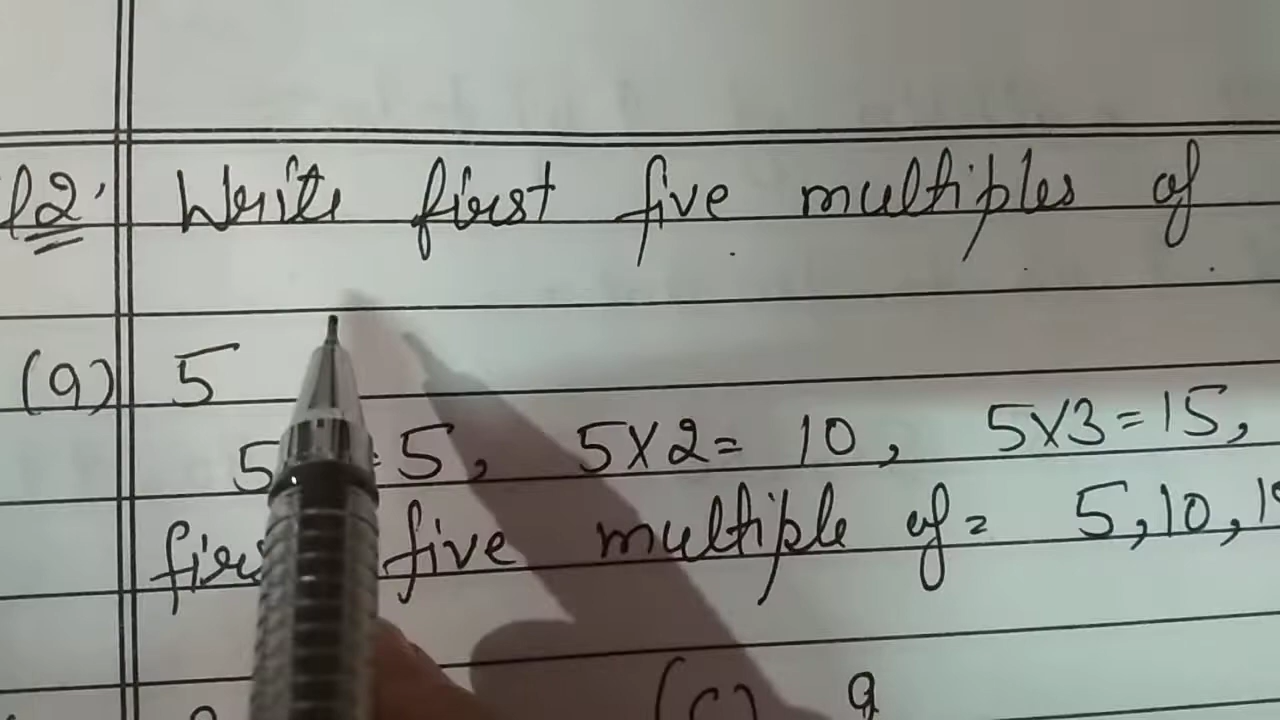 Q2. Write first five multiples of
(a) 5
5 = 5, 5X2= 10, 5X3=15,
five multiple of= 5,10,
(c) 9